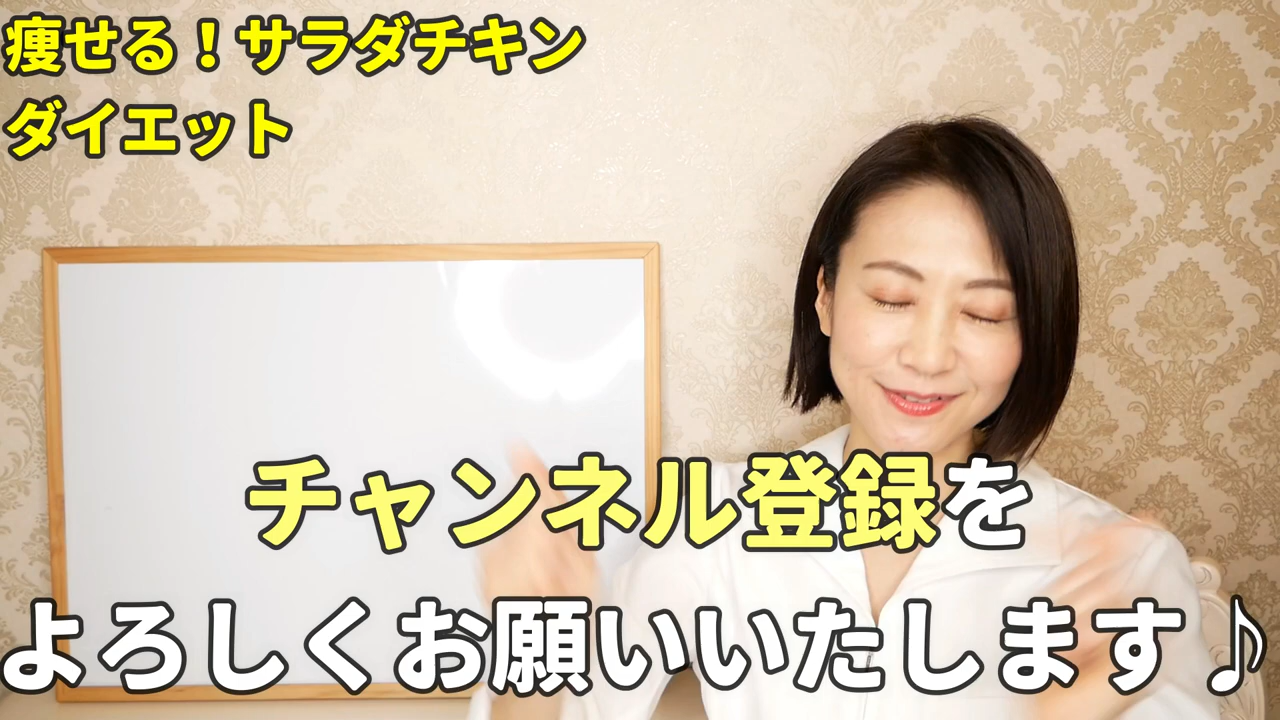 痩せる！サラダチキン
ダイエット
チャンネル登録を
よろしくお願いいたします♪